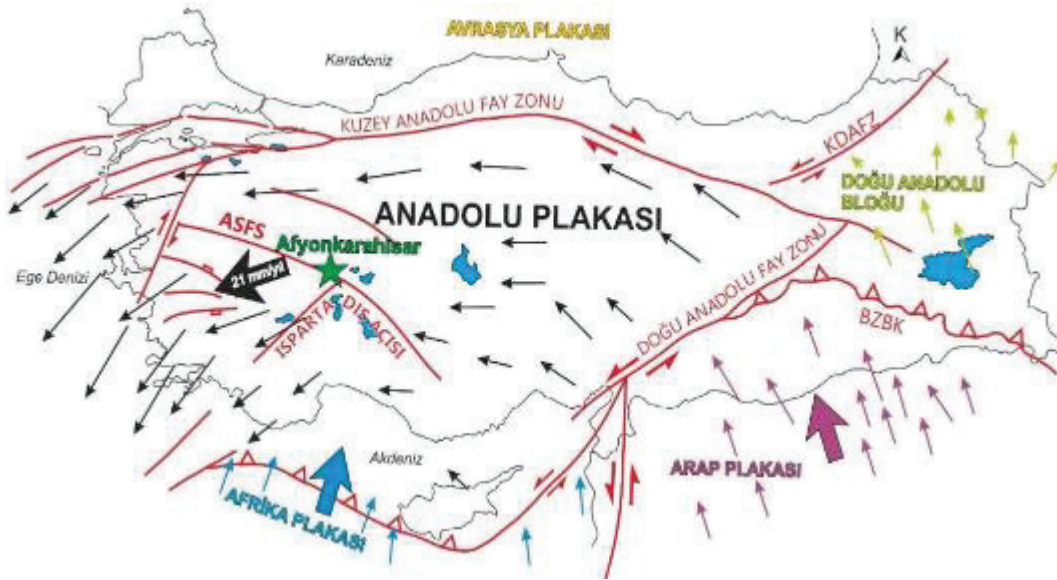 AVRASYA PLAKASI
K
Karadeniz
KUZEY ANADOLU FAY ZONU
KDAFZ
DOĞU ANADOLU
BLOĞU
ANADOLU PLAKASI
ASFS
Afyonkarahisar
Ege Denizi
21 mm/yıl
ISPARTA DIŞ AÇISI
DOĞU ANADOLU FAY ZONU
BZBK
Akdeniz
ARAP PLAKASI
AFRİKA PLAKASI